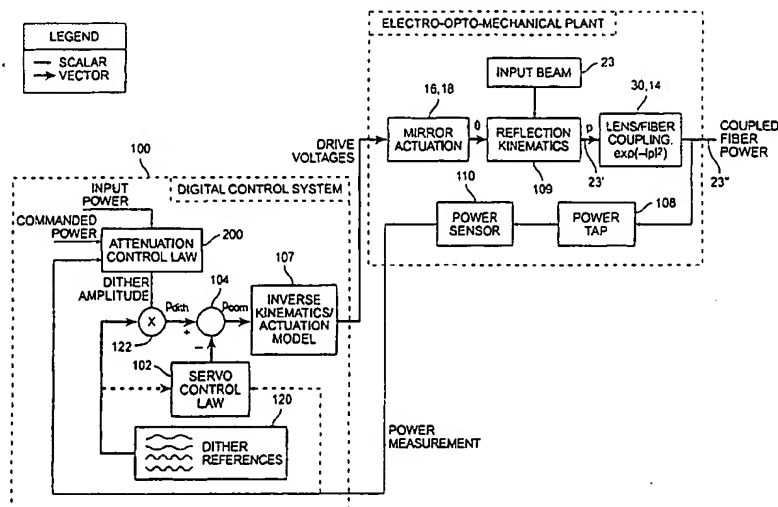 ELECTRO-OPTO-MECHANICAL PLANT
LEGEND
SCALAR
VECTOR
INPUT BEAM
23
16,18
30,14
MIRROR
ACTUATION
θ
REFLECTION
KINEMATICS
p
LENS/FIBER
COUPLING,
exp(-|p|²)
COUPLED
FIBER
POWER
DRIVE
VOLTAGES
109
23'
23"
100
DIGITAL CONTROL SYSTEM
INPUT
POWER
COMMANDED
POWER
200
ATTENUATION
CONTROL LAW
110
POWER
SENSOR
108
POWER
TAP
DITHER
AMPLITUDE
104
107
X
Pdith
+
Pcom
INVERSE
KINEMATICS/
ACTUATION
MODEL
122
−
102
SERVO
CONTROL
LAW
120
DITHER
REFERENCES
POWER
MEASUREMENT